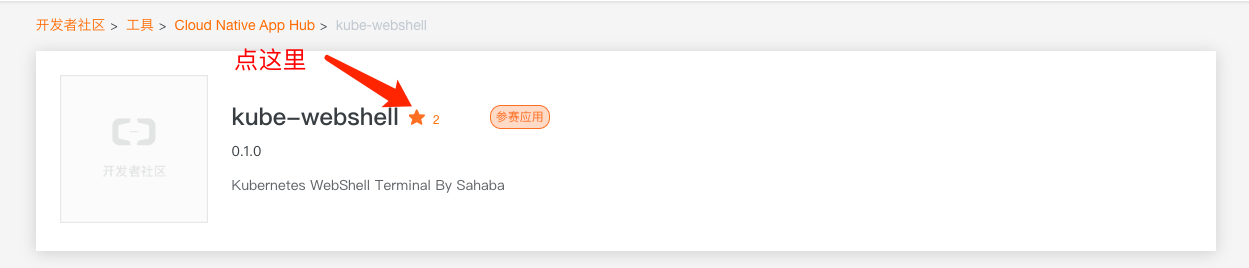 开发者社区 > 工具 > Cloud Native App Hub > kube-webshell
点这里
kube-webshell ★ 2 参赛应用
开发者社区
0.1.0
Kubernetes WebShell Terminal By Sahaba